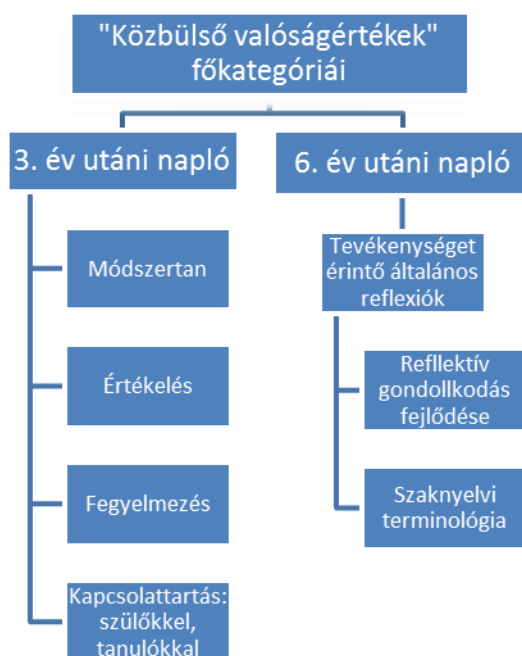 "Közbülső valóságértékek"
főkategóriái
3. év utáni napló
Módszertan
Értékelés
Fegyelmezés
Kapcsolattartás:
szülőkkel,
tanulókkal
6. év utáni napló
Tevékenységet
érintő általános
reflexiók
Refllektív
gondollkodás
fejlődése
Szaknyelvi
terminológia